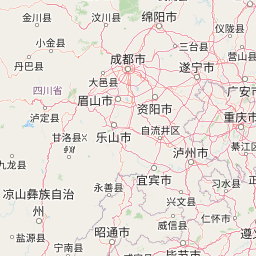 金川县
汶川县
绵阳市
仪陇县
小金县
三台县
营山县
丹巴县
成都市
大邑县
遂宁市
四川省
广安
眉山市
资阳市
泸定县
重庆
乐山市
自流井区
甘洛县
綦江
泸州市
九龙县
宜宾市
习水县
凉山彝族自治
州
永善县
兴文县
仁怀市
盐源县
昭通市
威信县
遵义
宁南县
毕节市